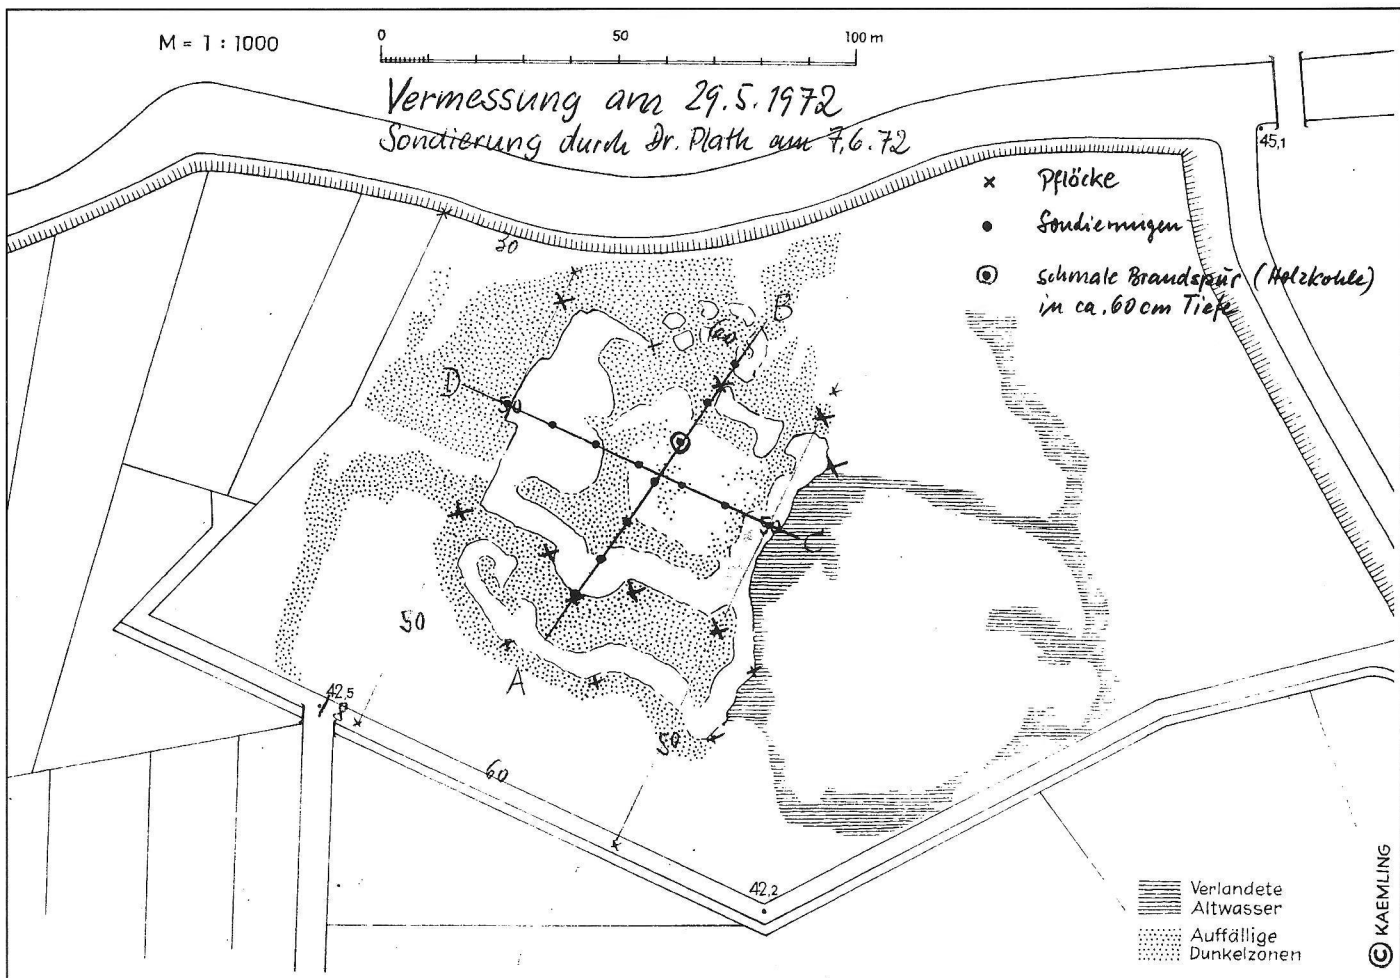 M = 1 : 1000
0 50 100 m
Vermessung am 29.5.1972
Sondierung durch Dr. Plath am 7.6.72
45,1
× Pflöcke
• Sondierungen
schmale Brandspur (Holzkohle)
in ca. 60 cm Tiefe
30
B
D
50
50
C
50
A
42,5
50
60
42,2
Verlandete
Altwasser
Auffällige
Dunkelzonen
© KAEMLING